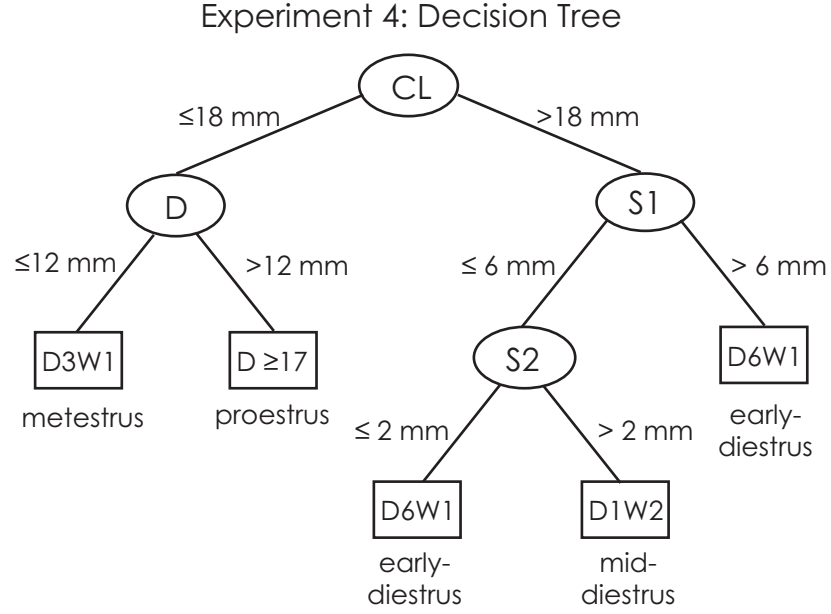 Experiment 4: Decision Tree
CL
≤18 mm
>18 mm
D
S1
≤12 mm
>12 mm
≤ 6 mm
> 6 mm
D3W1
D ≥17
S2
D6W1
metestrus
proestrus
early-
diestrus
≤ 2 mm
> 2 mm
D6W1
D1W2
early-
diestrus
mid-
diestrus